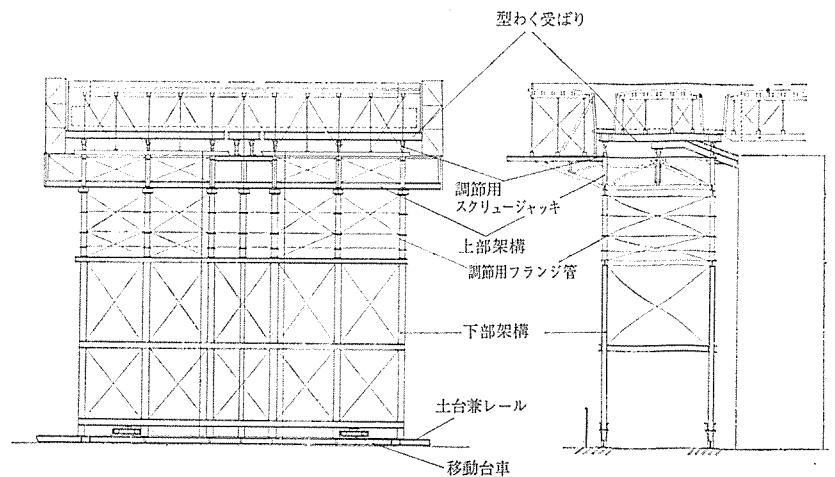 型わく受ばり
調節用
スクリュージャッキ
上部架構
調節用フランジ管
下部架構
土台兼レール
移動台車